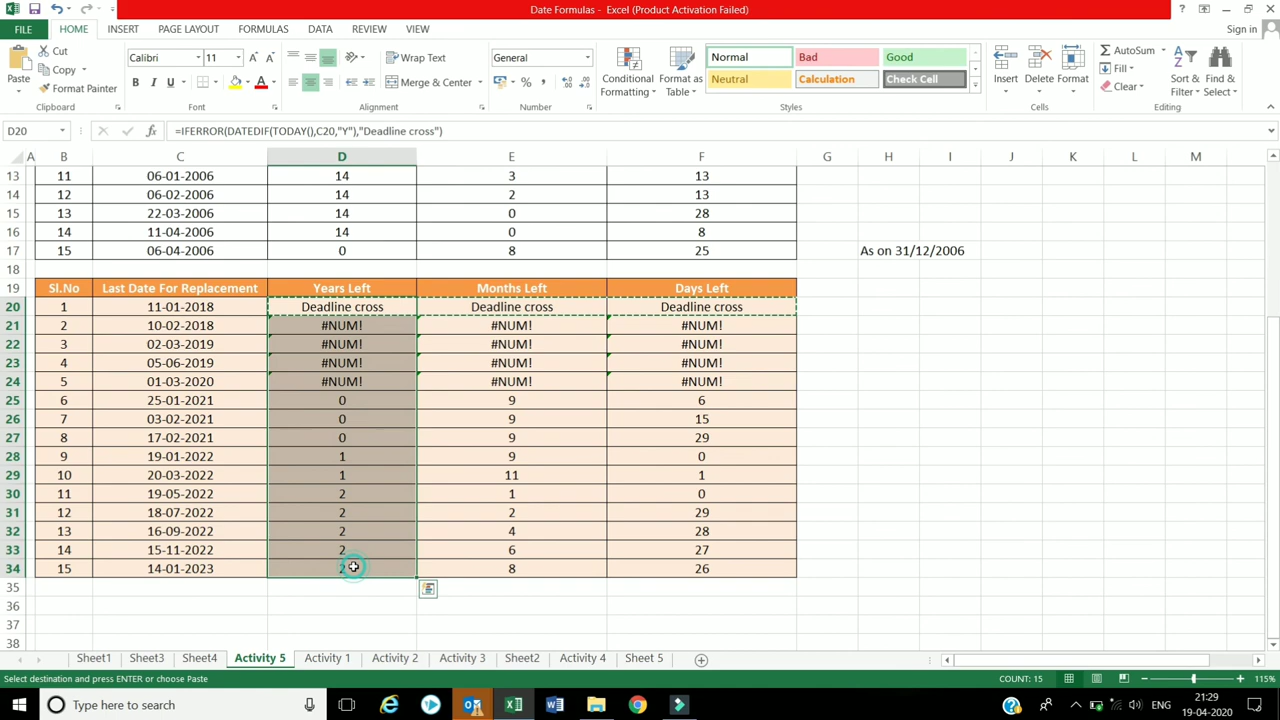 Date Formulas - Excel (Product Activation Failed)
FILE HOME INSERT PAGE LAYOUT FORMULAS DATA REVIEW VIEW Sign in
Paste Cut Copy Format Painter Clipboard
Calibri 11 B I U A Font
Wrap Text Merge & Center Alignment
General % Number
Conditional Formatting Format as Table Normal Bad Good Neutral Calculation Check Cell Styles
Insert Delete Format Cells
AutoSum Fill Clear Sort & Filter Find & Select Editing
D20 fx =IFERROR(DATEDIF(TODAY(),C20,"Y"),"Deadline cross")
A B C D E F G H I J K L M
13 11 06-01-2006 14 3 13
14 12 06-02-2006 14 2 13
15 13 22-03-2006 14 0 28
16 14 11-04-2006 14 0 8
17 15 06-04-2006 0 8 25 As on 31/12/2006
18
19 Sl.No Last Date For Replacement Years Left Months Left Days Left
20 1 11-01-2018 Deadline cross Deadline cross Deadline cross
21 2 10-02-2018 #NUM! #NUM! #NUM!
22 3 02-03-2019 #NUM! #NUM! #NUM!
23 4 05-06-2019 #NUM! #NUM! #NUM!
24 5 01-03-2020 #NUM! #NUM! #NUM!
25 6 25-01-2021 0 9 6
26 7 03-02-2021 0 9 15
27 8 17-02-2021 0 9 29
28 9 19-01-2022 1 9 0
29 10 20-03-2022 1 11 1
30 11 19-05-2022 2 1 0
31 12 18-07-2022 2 2 29
32 13 16-09-2022 2 4 28
33 14 15-11-2022 2 6 27
34 15 14-01-2023 2 8 26
35
36
37
38
Sheet1 Sheet3 Sheet4 Activity 5 Activity 1 Activity 2 Activity 3 Sheet2 Activity 4 Sheet 5
Select destination and press ENTER or choose Paste COUNT: 15 115%
Type here to search ENG 21:29
19-04-2020